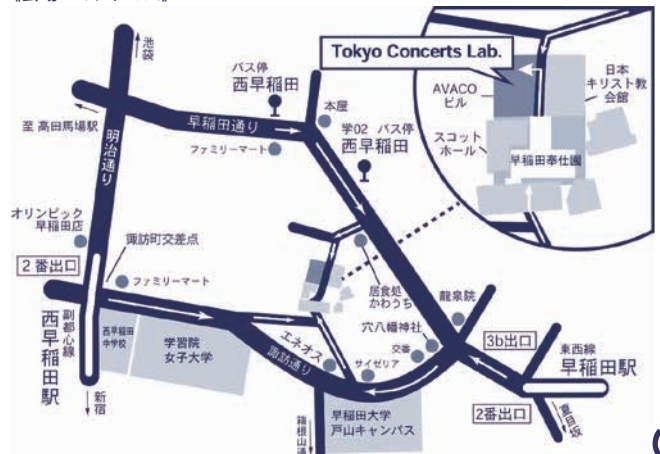 池袋
至 高田馬場駅
明治通り
早稲田通り
バス停
西早稲田
ファミリーマート
本屋
学02 バス停
西早稲田
Tokyo Concerts Lab.
AVACO
ビル
日本
キリスト教
会館
スコット
ホール
早稲田奉仕園
オリンピック
早稲田店
諏訪町交差点
2番出口
ファミリーマート
副都心線
西早稲田駅
新宿
西早稲田
中学校
学習院
女子大学
諏訪通り
エネオス
サイゼリア
交番
穴八幡神社
居食処
かわうち
龍泉院
3b出口
東西線
早稲田駅
2番出口
夏目坂
早稲田大学
戸山キャンパス
箱根山通